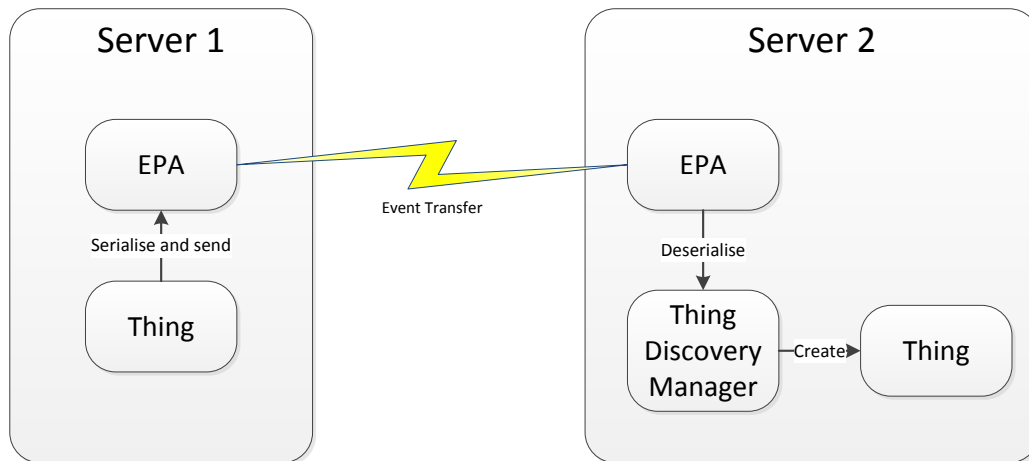 Server 1
EPA
Serialise and send
Thing
Event Transfer
Server 2
EPA
Deserialise
Thing
Discovery
Manager
Create
Thing